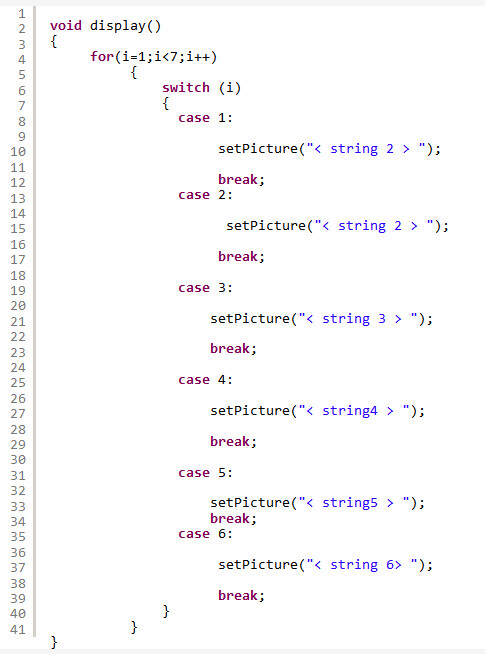 1
2 void display()
3 {
4 for(i=1;i<7;i++)
5 {
6 switch (i)
7 {
8 case 1:
9
10 setPicture("< string 2 > ");
11
12 break;
13 case 2:
14
15 setPicture("< string 2 > ");
16
17 break;
18
19 case 3:
20
21 setPicture("< string 3 > ");
22
23 break;
24
25 case 4:
26
27 setPicture("< string4 > ");
28
29 break;
30
31 case 5:
32
33 setPicture("< string5 > ");
34 break;
35 case 6:
36
37 setPicture("< string 6> ");
38
39 break;
40 }
41 }
}